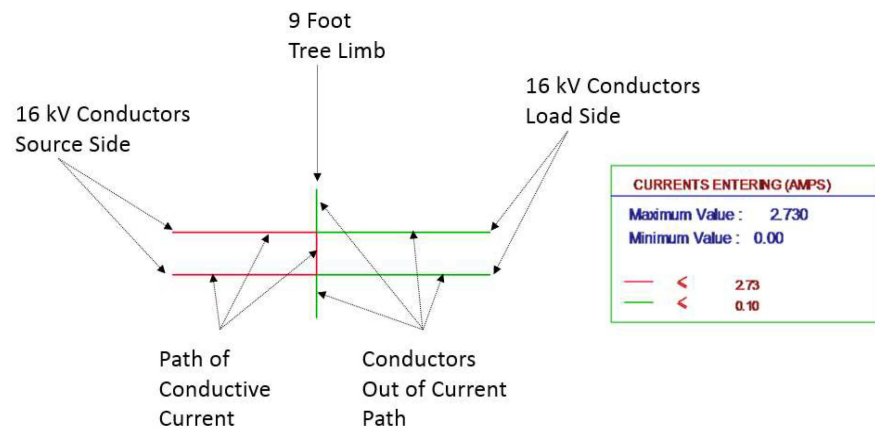 9 Foot
Tree Limb
16 kV Conductors
Source Side
16 kV Conductors
Load Side
CURRENTS ENTERING (AMPS)
Maximum Value : 2.730
Minimum Value : 0.00
< 2.73
< 0.10
Path of
Conductive
Current
Conductors
Out of Current
Path